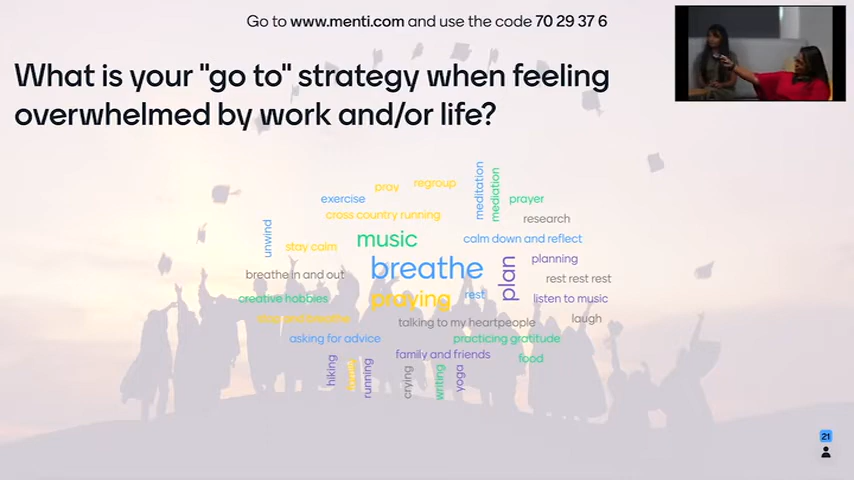 Go to www.menti.com and use the code 70 29 37 6
What is your "go to" strategy when feeling
overwhelmed by work and/or life?
meditation
mediation
pray
regroup
exercise
prayer
cross country running
research
unwind
stay calm
music
calm down and reflect
breathe
plan
planning
breathe in and out
rest rest rest
creative hobbies
praying
rest
listen to music
stop and breathe
talking to my heartpeople
laugh
asking for advice
practicing gratitude
family and friends
food
hiking
running
crying
writing
yoga
21